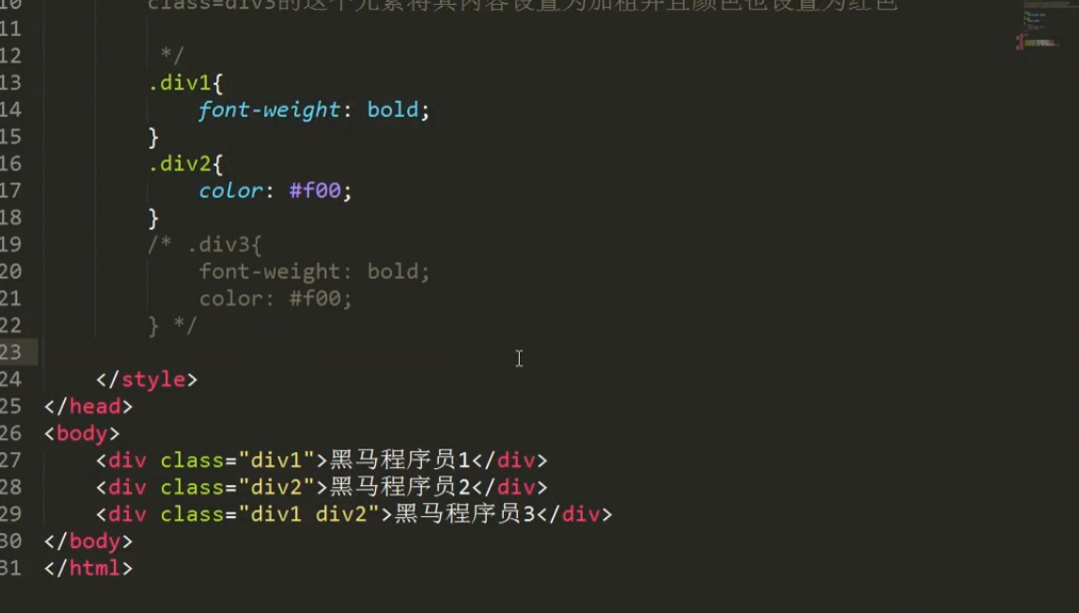 10 class=div3的这个元素将其内容设置为加粗并且颜色也设置为红色
11
12 */
13 .div1{
14 font-weight: bold;
15 }
16 .div2{
17 color: #f00;
18 }
19 /* .div3{
20 font-weight: bold;
21 color: #f00;
22 } */
23
24 </style>
25 </head>
26 <body>
27 <div class="div1">黑马程序员1</div>
28 <div class="div2">黑马程序员2</div>
29 <div class="div1 div2">黑马程序员3</div>
30 </body>
31 </html>